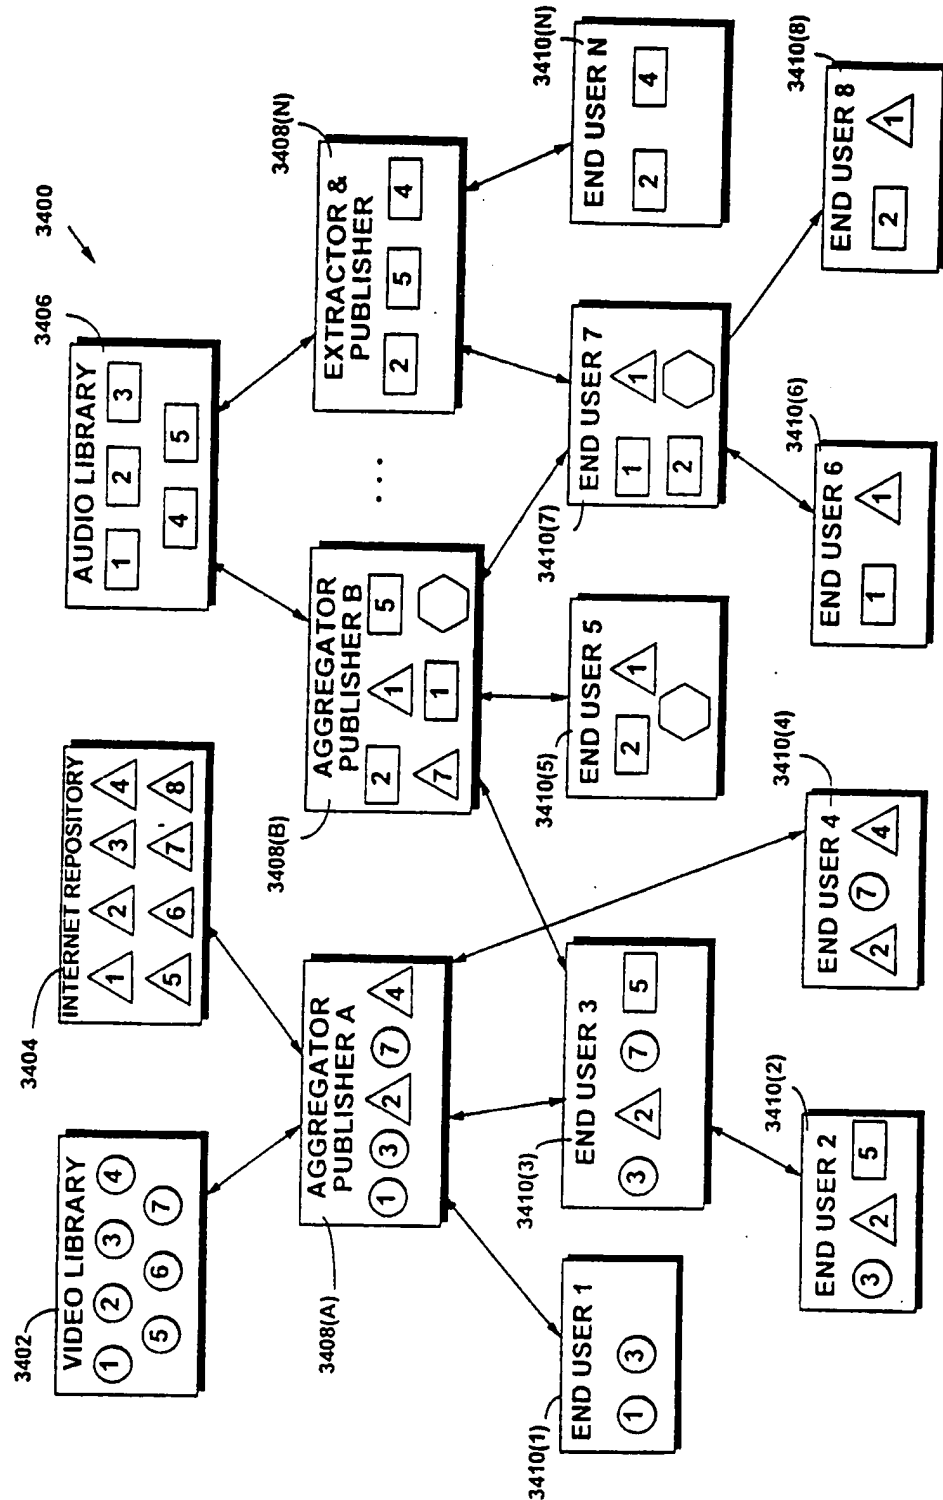 3400
3402
VIDEO LIBRARY
1 2 3 4
5 6 7
3404
INTERNET REPOSITORY
1 2 3 4
5 6 7 8
3406
AUDIO LIBRARY
1 2 3
4 5
3408(A)
AGGREGATOR
PUBLISHER A
1 3 2 7 4
3408(B)
AGGREGATOR
PUBLISHER B
2 1 5
7 1
...
3408(N)
EXTRACTOR &
PUBLISHER
2 5 4
3410(1)
END USER 1
1 3
3410(3)
END USER 3
3 2 7 5
3410(5)
END USER 5
2 1
3410(7)
END USER 7
1 1
2
3410(N)
END USER N
2 4
3410(2)
END USER 2
3 2 5
3410(4)
END USER 4
2 7 4
3410(6)
END USER 6
1 1
3410(8)
END USER 8
2 1